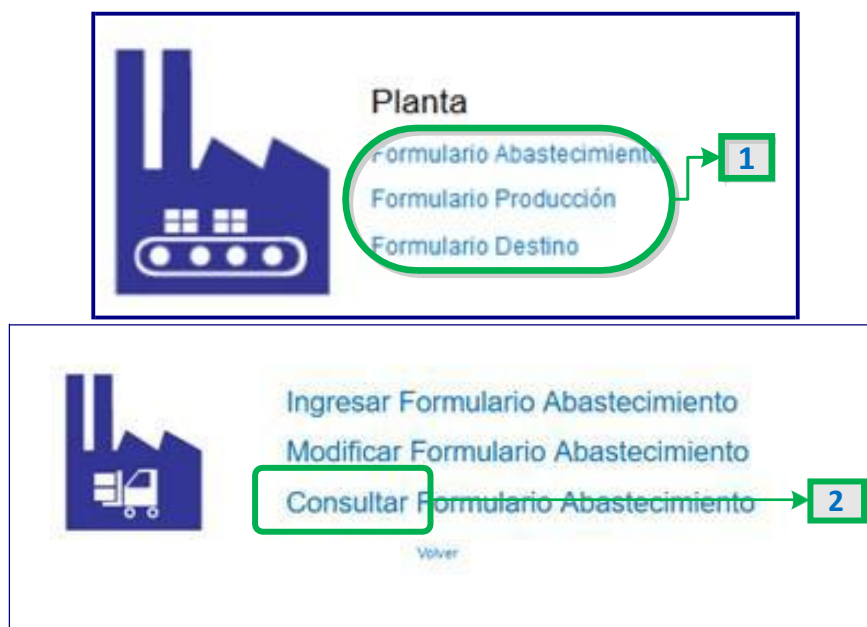 Planta
Formulario Abastecimiento
1
Formulario Producción
Formulario Destino
Ingresar Formulario Abastecimiento
Modificar Formulario Abastecimiento
Consultar Formulario Abastecimiento
2
Volver